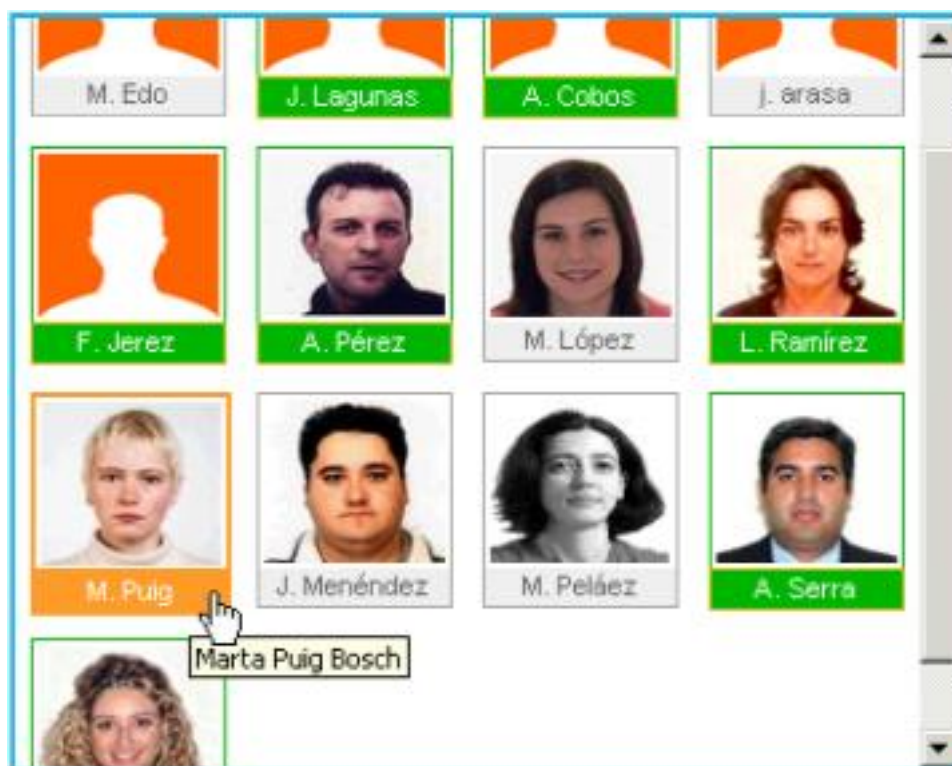 M. Edo
J. Lagunas
A. Cobos
j. arasa
F. Jerez
A. Pérez
M. López
L. Ramírez
M. Puig
J. Menéndez
M. Peláez
A. Serra
Marta Puig Bosch